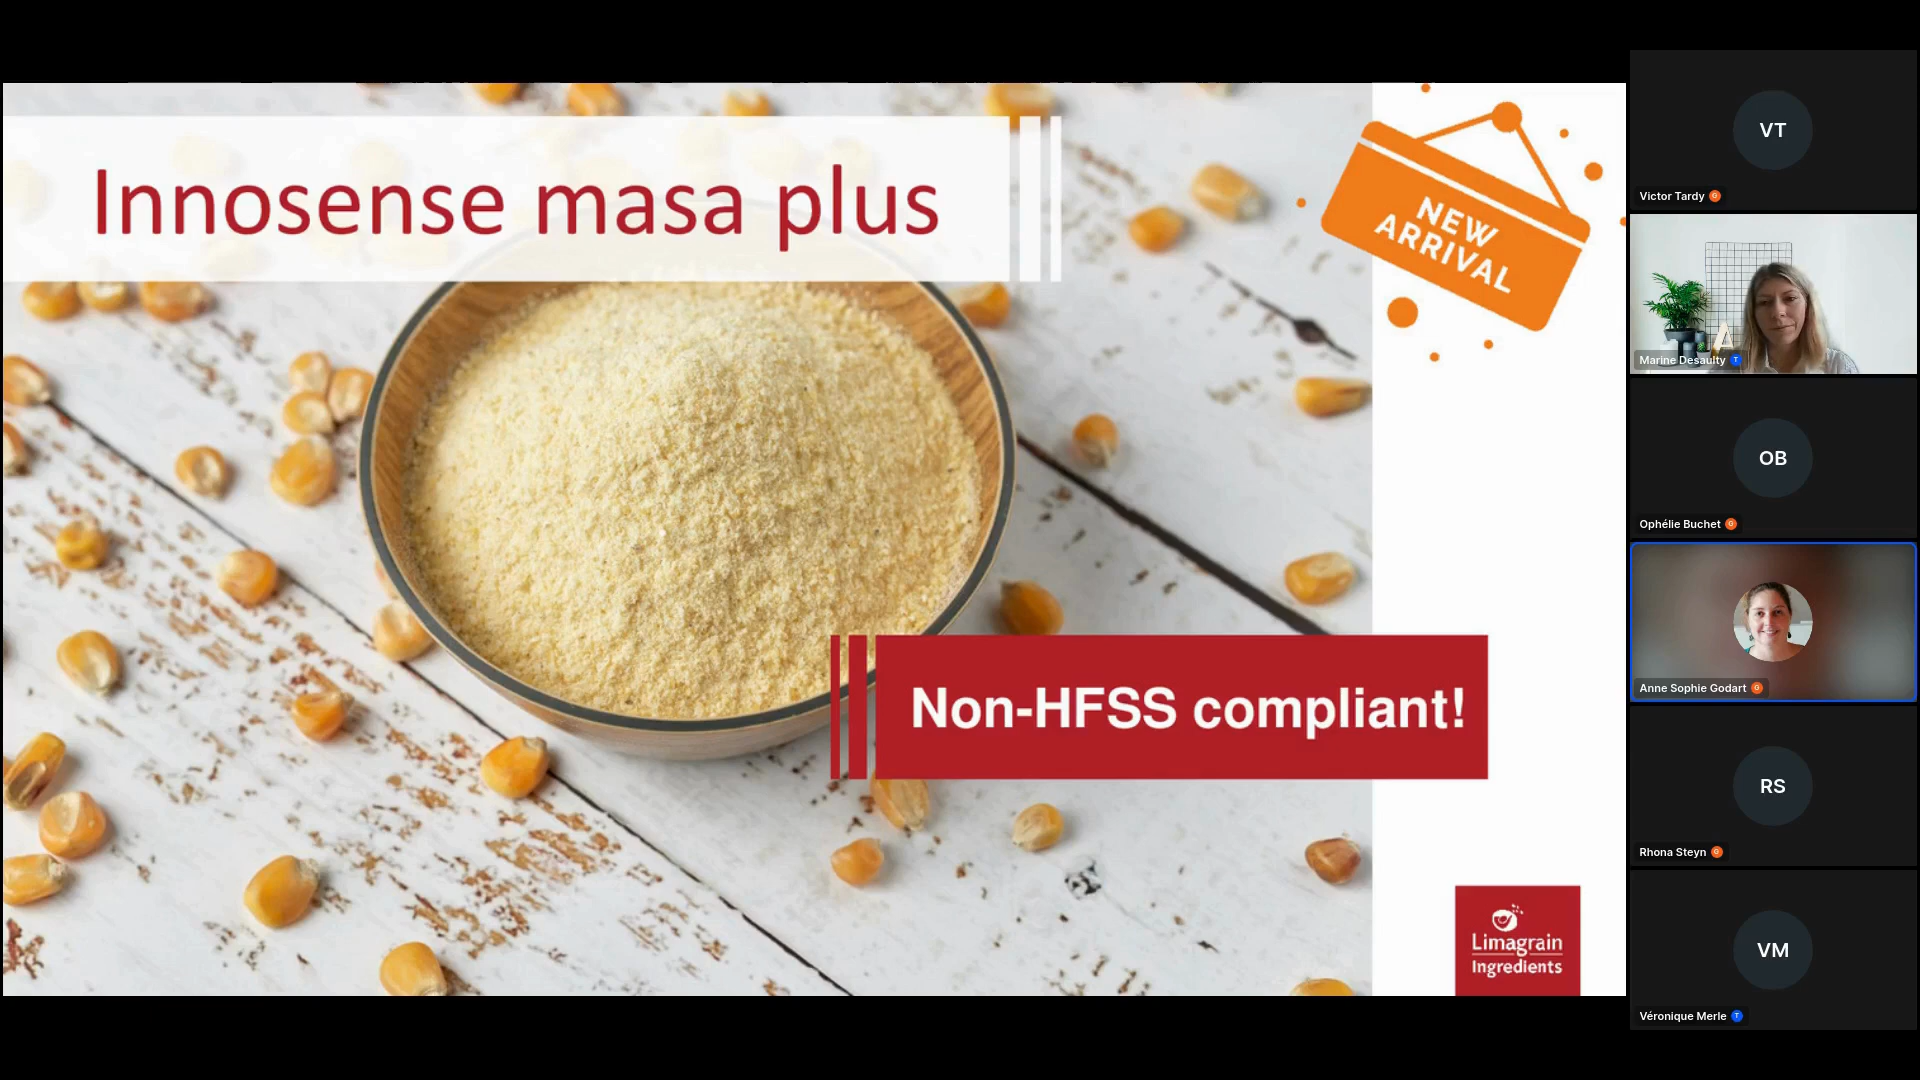 Innosense masa plus
NEW
ARRIVAL
Non-HFSS compliant!
Limagrain
Ingredients
VT
Victor Tardy G
A
Marine Desaulty T
OB
Ophélie Buchet G
Anne Sophie Godart G
RS
Rhona Steyn G
VM
Véronique Merle T